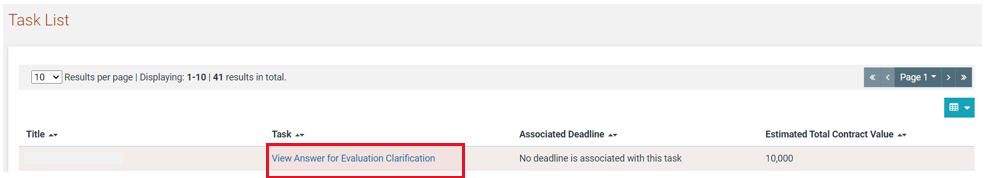 Task List
10 Results per page | Displaying: 1-10 | 41 results in total.
« ‹ Page 1 › »
Title Task Associated Deadline Estimated Total Contract Value
View Answer for Evaluation Clarification No deadline is associated with this task 10,000